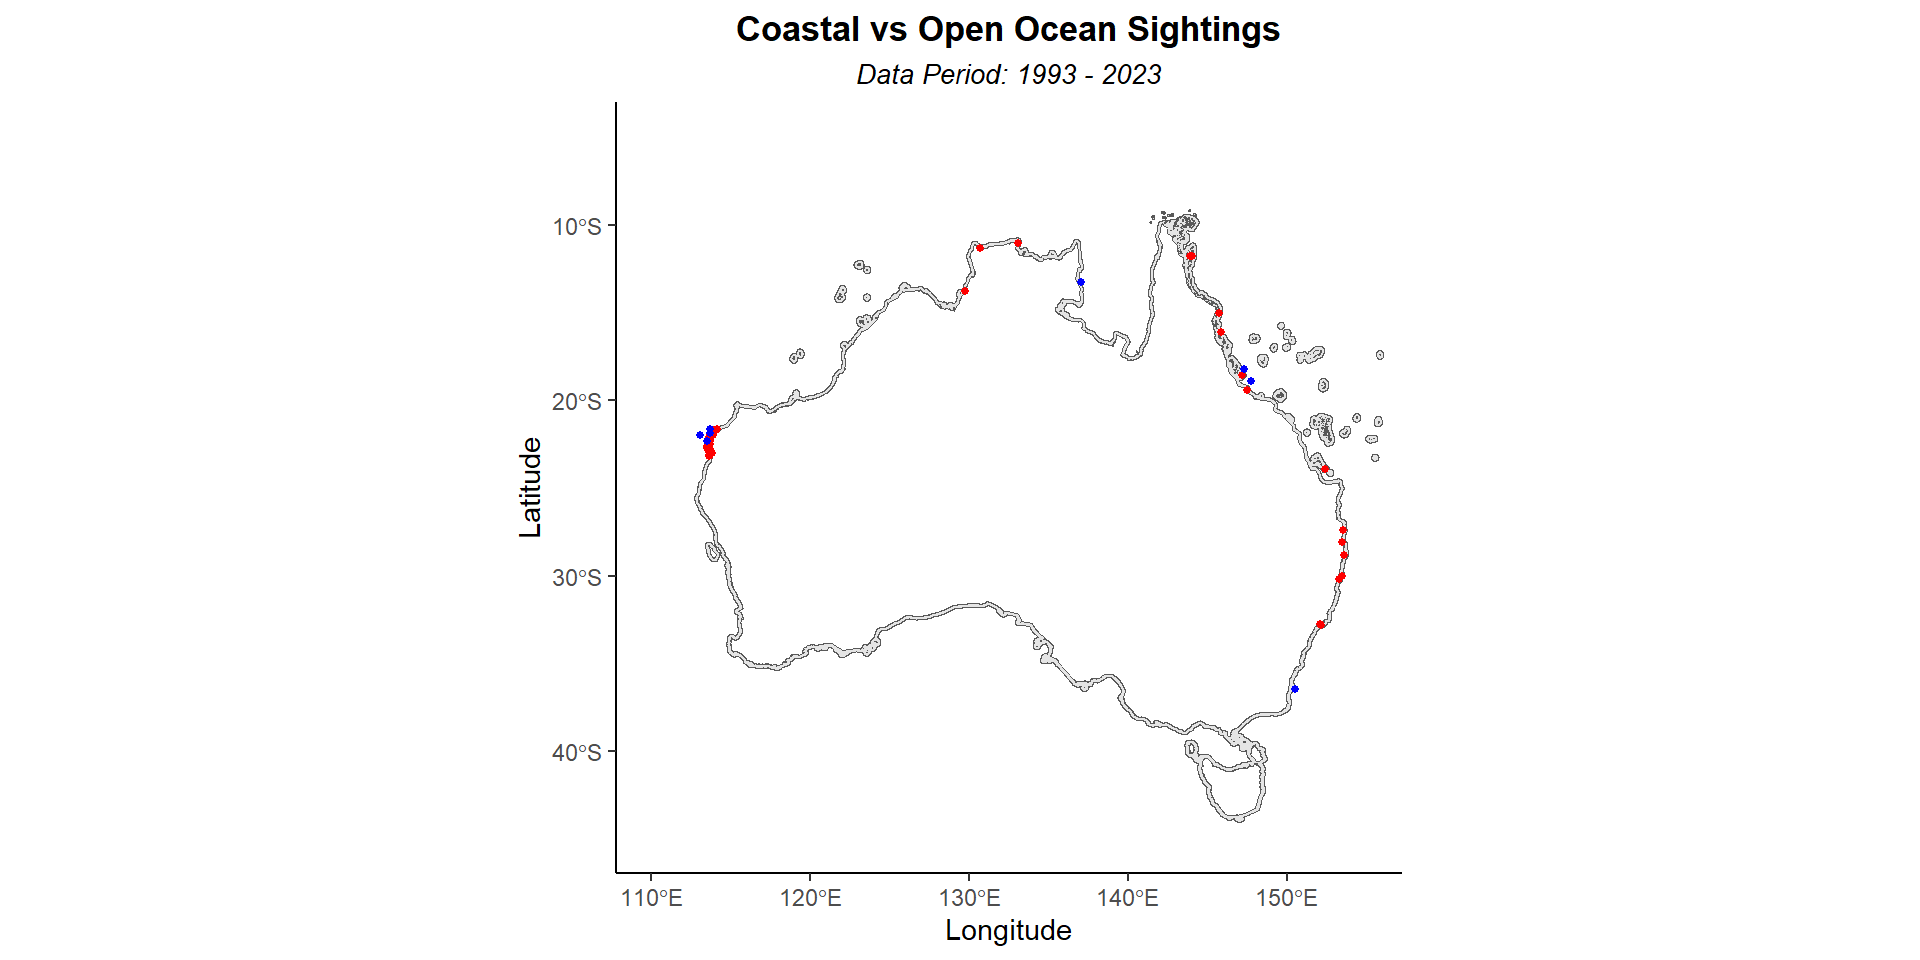 Coastal vs Open Ocean Sightings
Data Period: 1993 - 2023
Latitude
10°S
20°S
30°S
40°S
110°E 120°E 130°E 140°E 150°E
Longitude